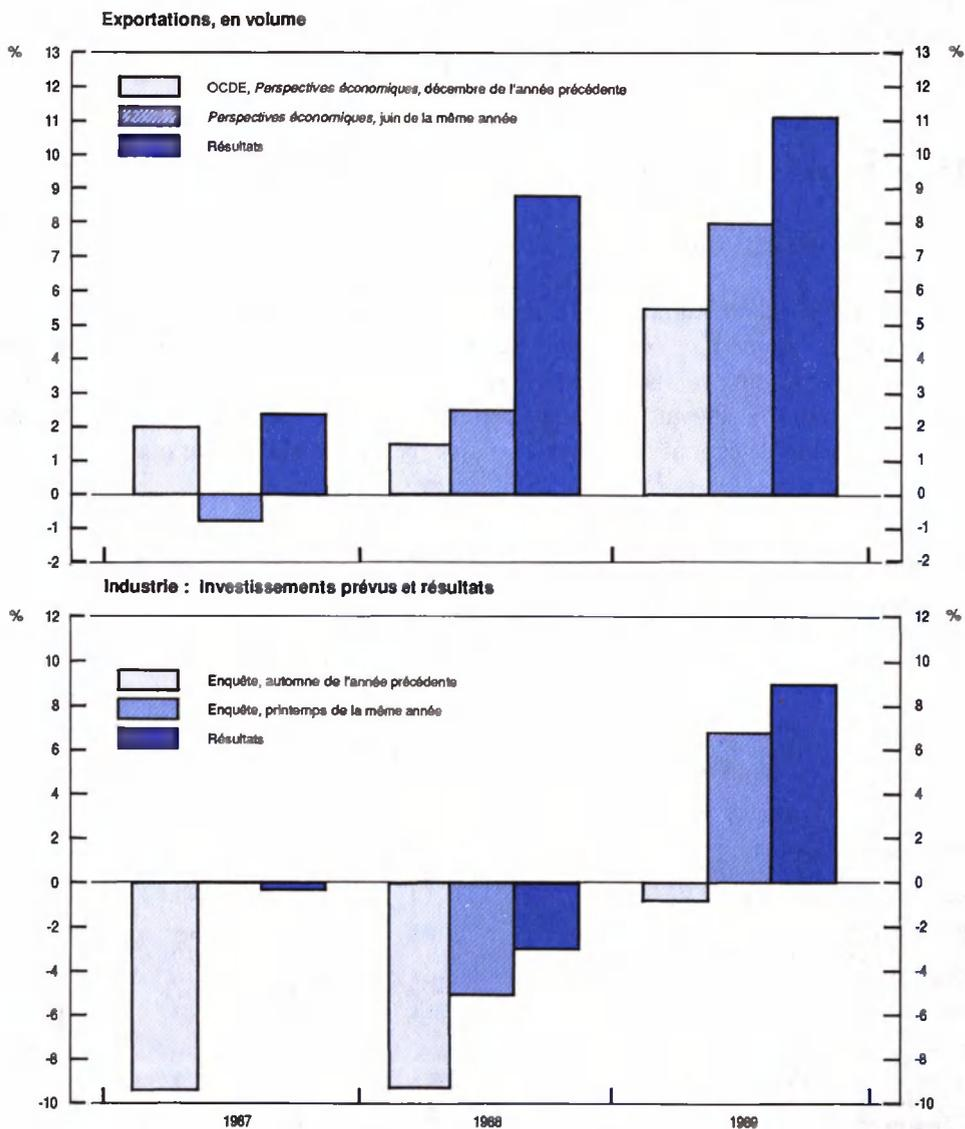 Exportations, en volume
% 13 13 %
12 12
11 11
10 10
9 9
8 8
7 7
6 6
5 5
4 4
3 3
2 2
1 1
0 0
-1 -1
-2 -2
OCDE, Perspectives économiques, décembre de l'année précédente
Perspectives économiques, juin de la même année
Résultats
Industrie : Investissements prévus et résultats
% 12 12 %
10 10
8 8
6 6
4 4
2 2
0 0
-2 -2
-4 -4
-6 -6
-8 -8
-10 -10
Enquête, automne de l'année précédente
Enquête, printemps de la même année
Résultats
1987 1988 1989